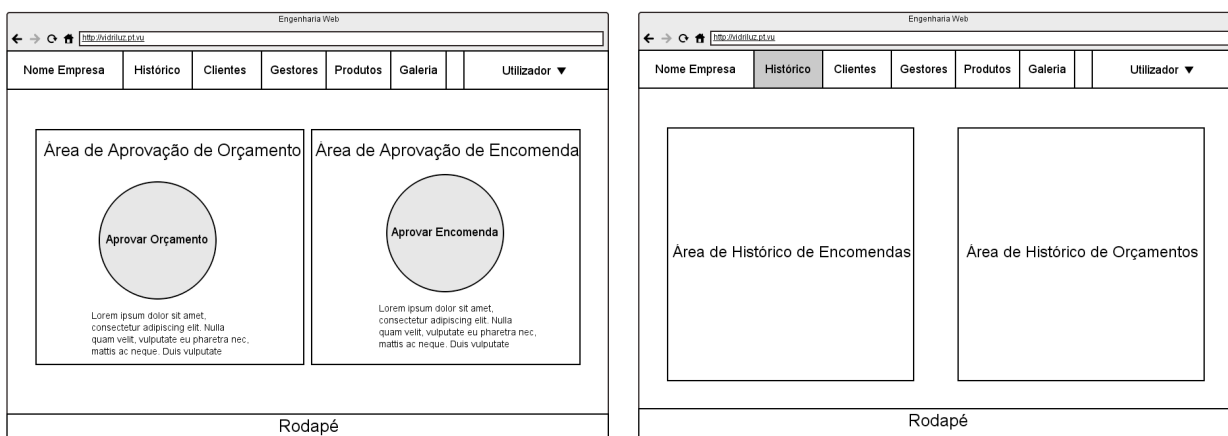 Engenharia Web
http://vidriluz.pt.vu
Nome Empresa Histórico Clientes Gestores Produtos Galeria Utilizador ▼
Área de Aprovação de Orçamento
Aprovar Orçamento
Lorem ipsum dolor sit amet,
consectetur adipiscing elit. Nulla
quam velit, vulputate eu pharetra nec,
mattis ac neque. Duis vulputate
Área de Aprovação de Encomenda
Aprovar Encomenda
Lorem ipsum dolor sit amet,
consectetur adipiscing elit. Nulla
quam velit, vulputate eu pharetra nec,
mattis ac neque. Duis vulputate
Rodapé
Engenharia Web
http://vidriluz.pt.vu
Nome Empresa Histórico Clientes Gestores Produtos Galeria Utilizador ▼
Área de Histórico de Encomendas
Área de Histórico de Orçamentos
Rodapé